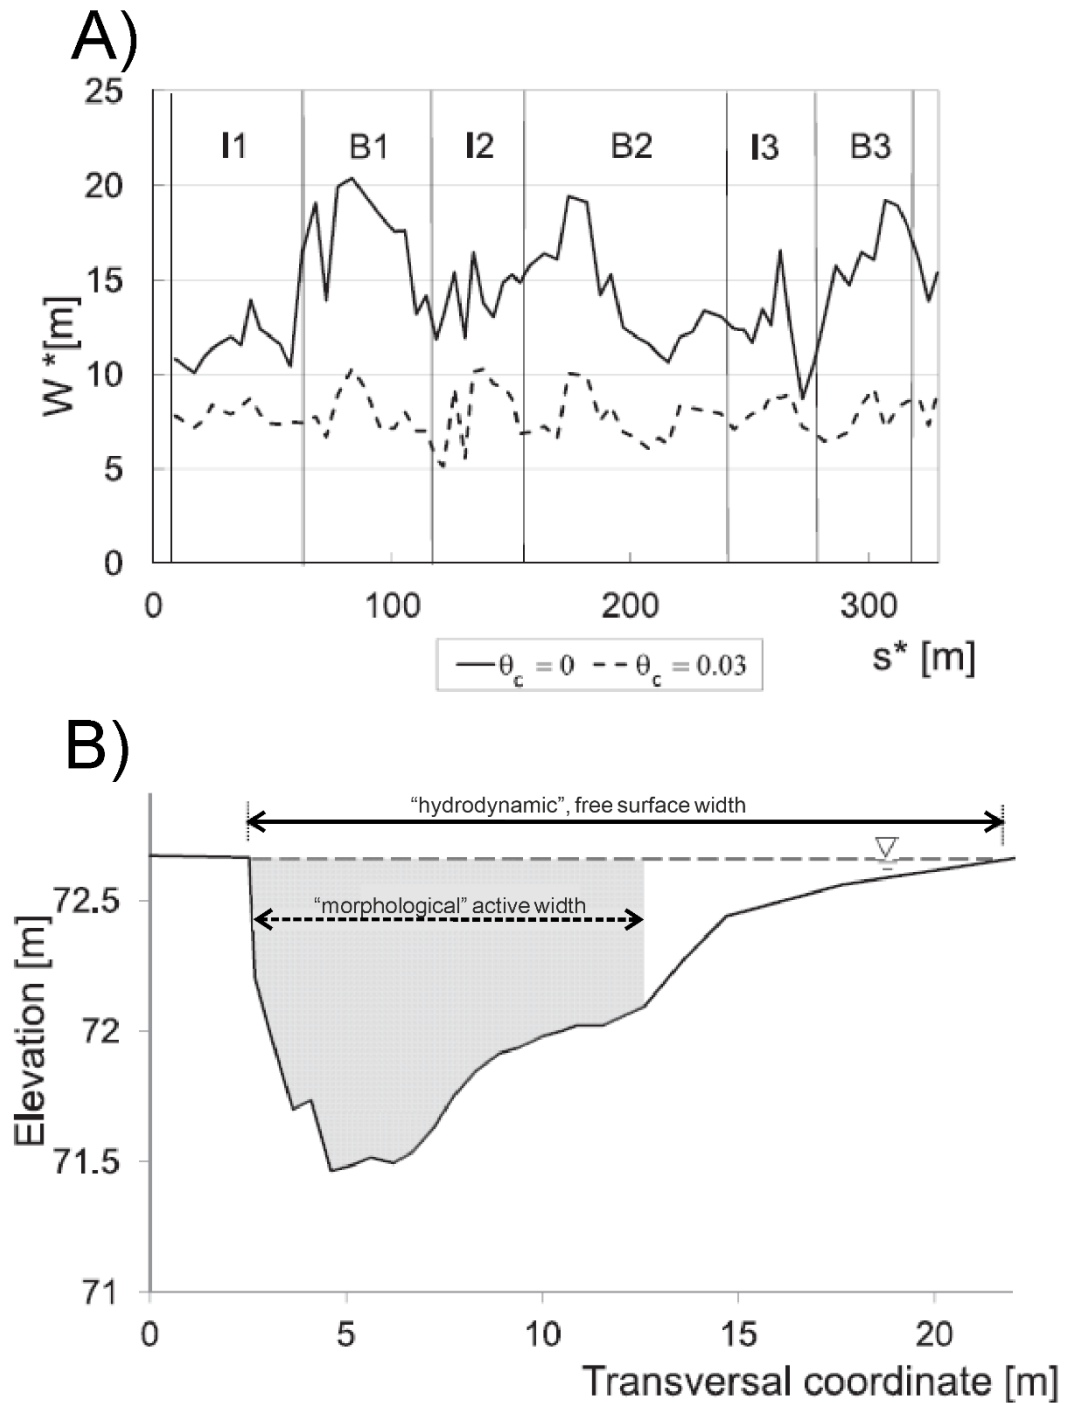 A)
25
I1 B1 I2 B2 I3 B3
20
15
W *[m]
10
5
0
0 100 200 300
s* [m]
θc = 0 θc = 0.03
B)
"hydrodynamic", free surface width
72.5
"morphological" active width
Elevation [m]
72
71.5
71
0 5 10 15 20
Transversal coordinate [m]